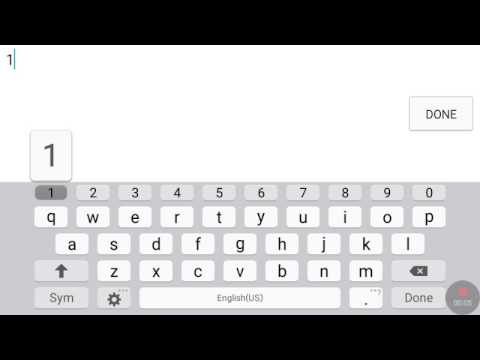 1
DONE
1
1 2 3 4 5 6 7 8 9 0
q w e r t y u i o p
a s d f g h j k l
z x c v b n m
Sym English(US) . Done
00:05